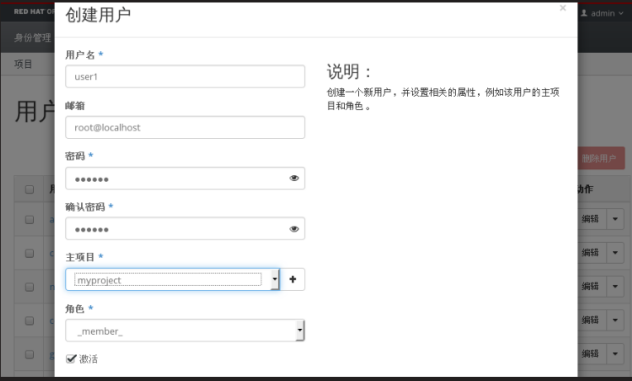 RED HAT
创建用户
×
admin
身份管理
用户名 *
说明：
user1
项目
创建一个新用户，并设置相关的属性，例如该用户的主项
目和角色。
邮箱
用户
root@localhost
密码 *
删除用户
●●●●●●
动作
确认密码 *
编辑
●●●●●●
编辑
主项目 *
myproject
+
编辑
角色 *
编辑
_member_
编辑
激活